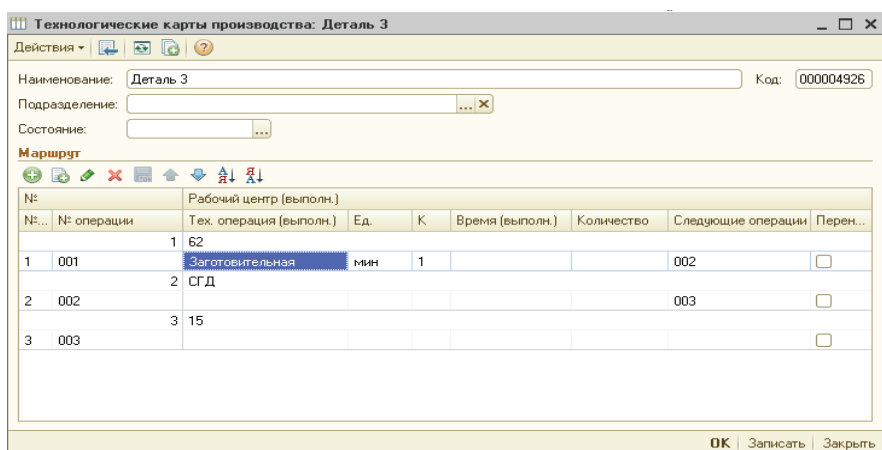 Технологические карты производства: Деталь 3
Действия
Наименование: Деталь 3 Код: 000004926
Подразделение: ...
Состояние: ...
Маршрут
№ Рабочий центр (выполн.)
№... № операции Тех. операция (выполн.) Ед. К Время (выполн.) Количество Следующие операции Перен...
1 62
1 001 Заготовительная мин 1 002
2 СГД
2 002 003
3 15
3 003
ОК Записать Закрыть